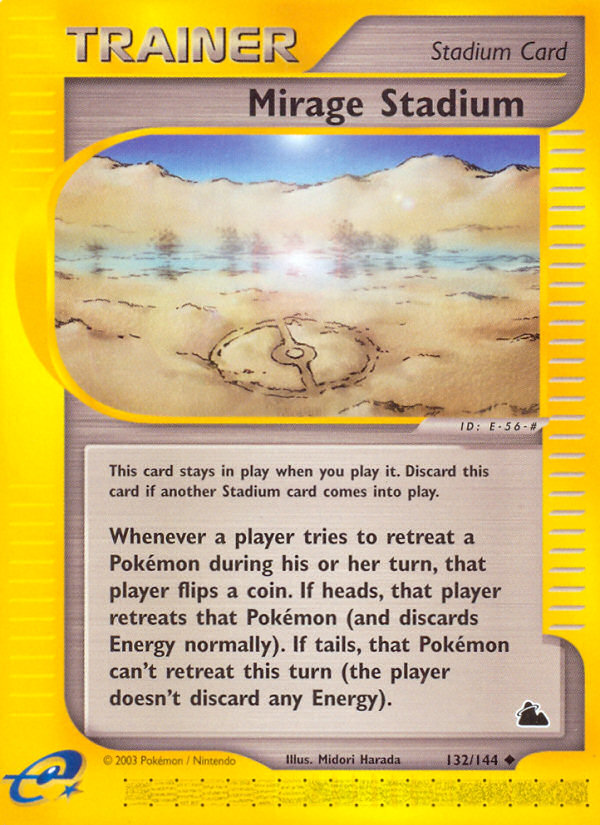 TRAINER
Stadium Card
Mirage Stadium
ID: E-56-#
This card stays in play when you play it. Discard this
card if another Stadium card comes into play.
Whenever a player tries to retreat a
Pokémon during his or her turn, that
player flips a coin. If heads, that player
retreats that Pokémon (and discards
Energy normally). If tails, that Pokémon
can't retreat this turn (the player
doesn't discard any Energy).
© 2003 Pokémon / Nintendo
Illus. Midori Harada
132/144 ◆
e